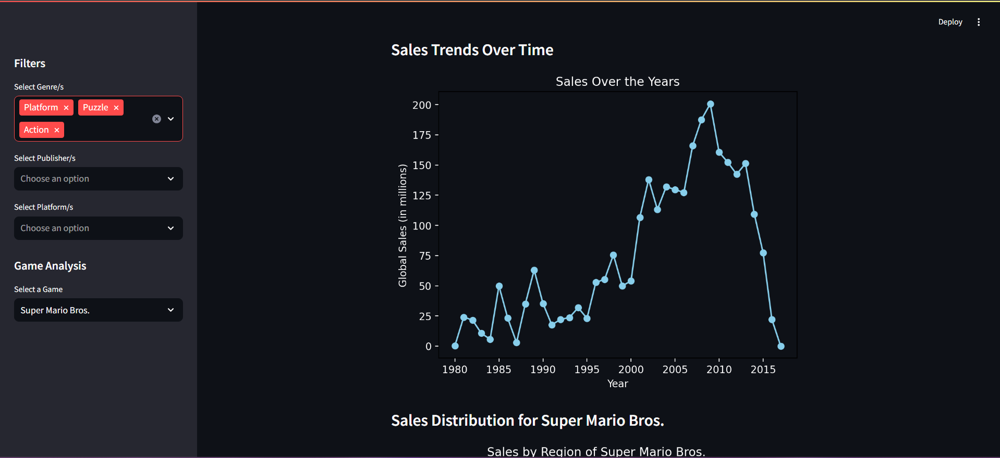 Deploy
Filters
Select Genre/s
Platform
Puzzle
Action
Select Publisher/s
Choose an option
Select Platform/s
Choose an option
Game Analysis
Select a Game
Super Mario Bros.
Sales Trends Over Time
Sales Over the Years
Global Sales (in millions)
200
175
150
125
100
75
50
25
0
1980 1985 1990 1995 2000 2005 2010 2015
Year
Sales Distribution for Super Mario Bros.
Sales by Region of Super Mario Bros.